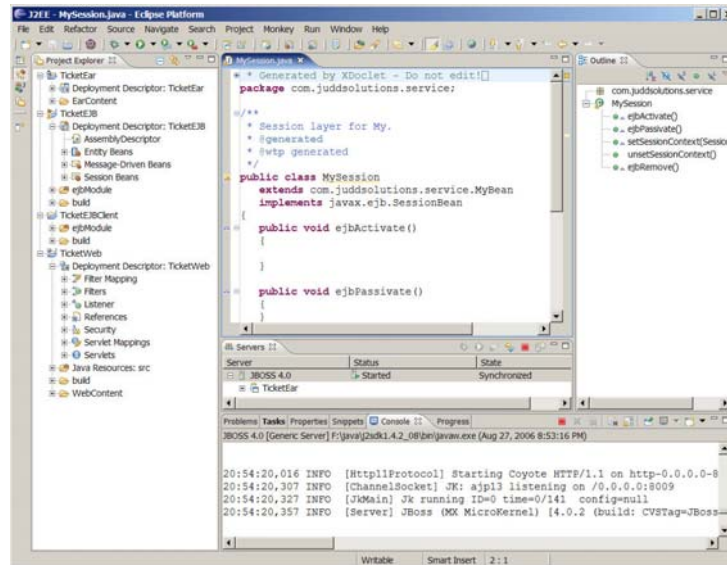 J2EE - MySession.java - Eclipse Platform
File Edit Refactor Source Navigate Search Project Monkey Run Window Help
Project Explorer
TicketEar
Deployment Descriptor: TicketEar
EarContent
TicketEJB
Deployment Descriptor: TicketEJB
AssemblyDescriptor
Entity Beans
Message-Driven Beans
Session Beans
ejbModule
build
TicketEJBClient
ejbModule
build
TicketWeb
Deployment Descriptor: TicketWeb
Filter Mapping
Filters
Listener
References
Security
Servlet Mappings
Servlets
Java Resources: src
build
WebContent
MySession.java
* Generated by XDoclet - Do not edit!
package com.juddsolutions.service;
/**
* Session layer for My.
* @generated
* @wtp generated
*/
public class MySession
extends com.juddsolutions.service.MyBean
implements javax.ejb.SessionBean
{
public void ejbActivate()
{
}
public void ejbPassivate()
{
}
Outline
com.juddsolutions.service
MySession
ejbActivate()
ejbPassivate()
setSessionContext(Session
unsetSessionContext()
ejbRemove()
Servers
Server Status State
JBOSS 4.0 Started Synchronized
TicketEar
Problems Tasks Properties Snippets Console Progress
JBOSS 4.0 [Generic Server] F:\java\j2sdk1.4.2_08\bin\javaw.exe (Aug 27, 2006 8:53:16 PM)
20:54:20,016 INFO [Http11Protocol] Starting Coyote HTTP/1.1 on http-0.0.0.0-8
20:54:20,307 INFO [ChannelSocket] JK: ajp13 listening on /0.0.0.0:8009
20:54:20,327 INFO [JkMain] Jk running ID=0 time=0/141 config=null
20:54:20,357 INFO [Server] JBoss (MX MicroKernel) [4.0.2 (build: CVSTag=JBoss
Writable Smart Insert 2 : 1